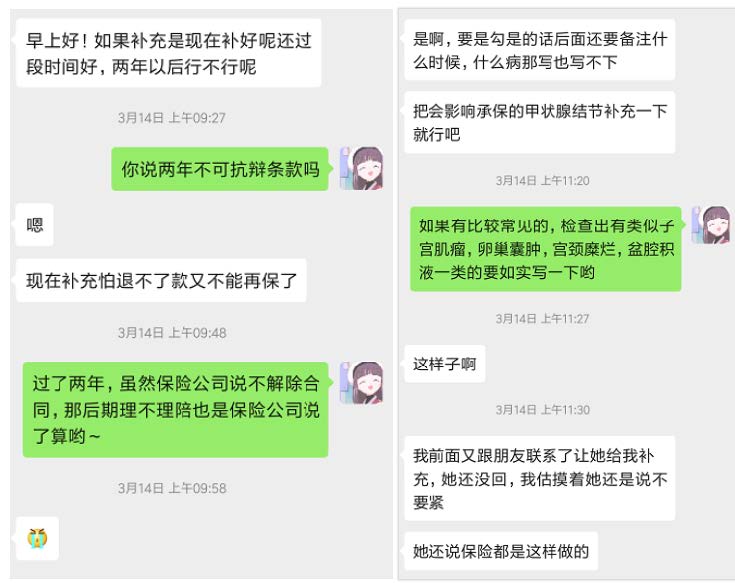 早上好！如果补充是现在补好呢还过
段时间好，两年以后行不行呢
3月14日 上午09:27
你说两年不可抗辩条款吗
嗯
现在补充怕退不了款又不能再保了
3月14日 上午09:48
过了两年，虽然保险公司说不解除合
同，那后期理不理陪也是保险公司说
了算哟~
3月14日 上午09:58
是啊，要是勾是的话后面还要备注什
么时候，什么病那写也写不下
把会影响承保的甲状腺结节补充一下
就行吧
3月14日 上午11:20
如果有比较常见的，检查出有类似子
宫肌瘤，卵巢囊肿，宫颈糜烂，盆腔积
液一类的要如实写一下哟
3月14日 上午11:27
这样子啊
3月14日 上午11:30
我前面又跟朋友联系了让她给我补
充，她还没回，我估摸着她还是说不
要紧
她还说保险都是这样做的